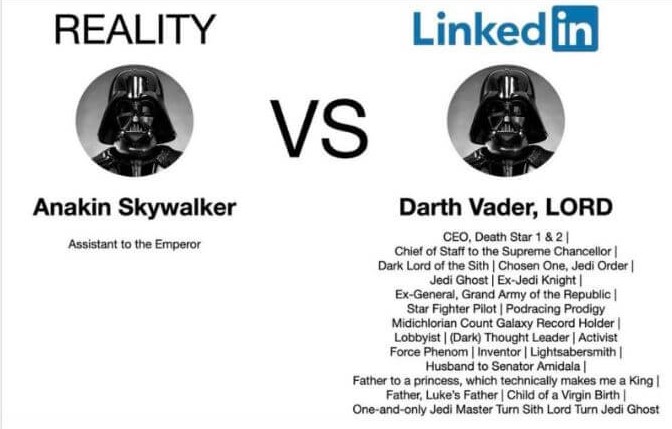 REALITY
LinkedIn
VS
Anakin Skywalker
Assistant to the Emperor
Darth Vader, LORD
CEO, Death Star 1 & 2 |
Chief of Staff to the Supreme Chancellor |
Dark Lord of the Sith | Chosen One, Jedi Order |
Jedi Ghost | Ex-Jedi Knight |
Ex-General, Grand Army of the Republic |
Star Fighter Pilot | Podracing Prodigy
Midichlorian Count Galaxy Record Holder |
Lobbyist | (Dark) Thought Leader | Activist
Force Phenom | Inventor | Lightsabersmith |
Husband to Senator Amidala |
Father to a princess, which technically makes me a King |
Father, Luke's Father | Child of a Virgin Birth |
One-and-only Jedi Master Turn Sith Lord Turn Jedi Ghost